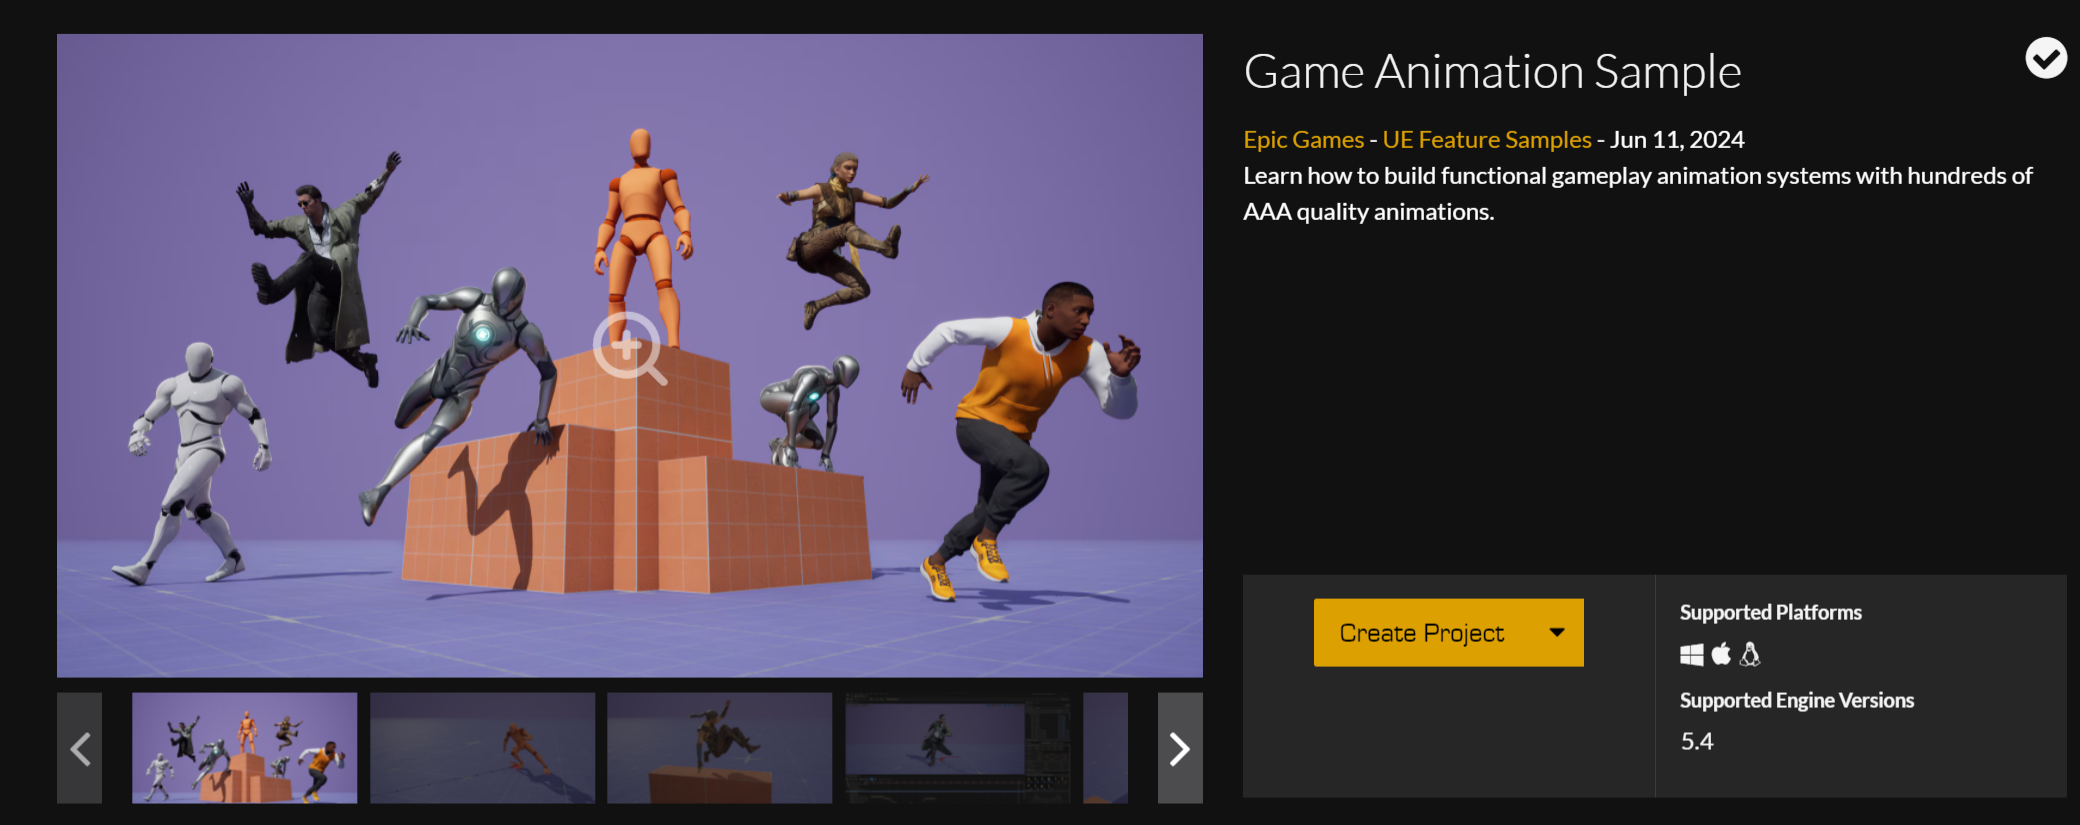 Game Animation Sample
Epic Games - UE Feature Samples - Jun 11, 2024
Learn how to build functional gameplay animation systems with hundreds of
AAA quality animations.
Create Project
Supported Platforms
Supported Engine Versions
5.4